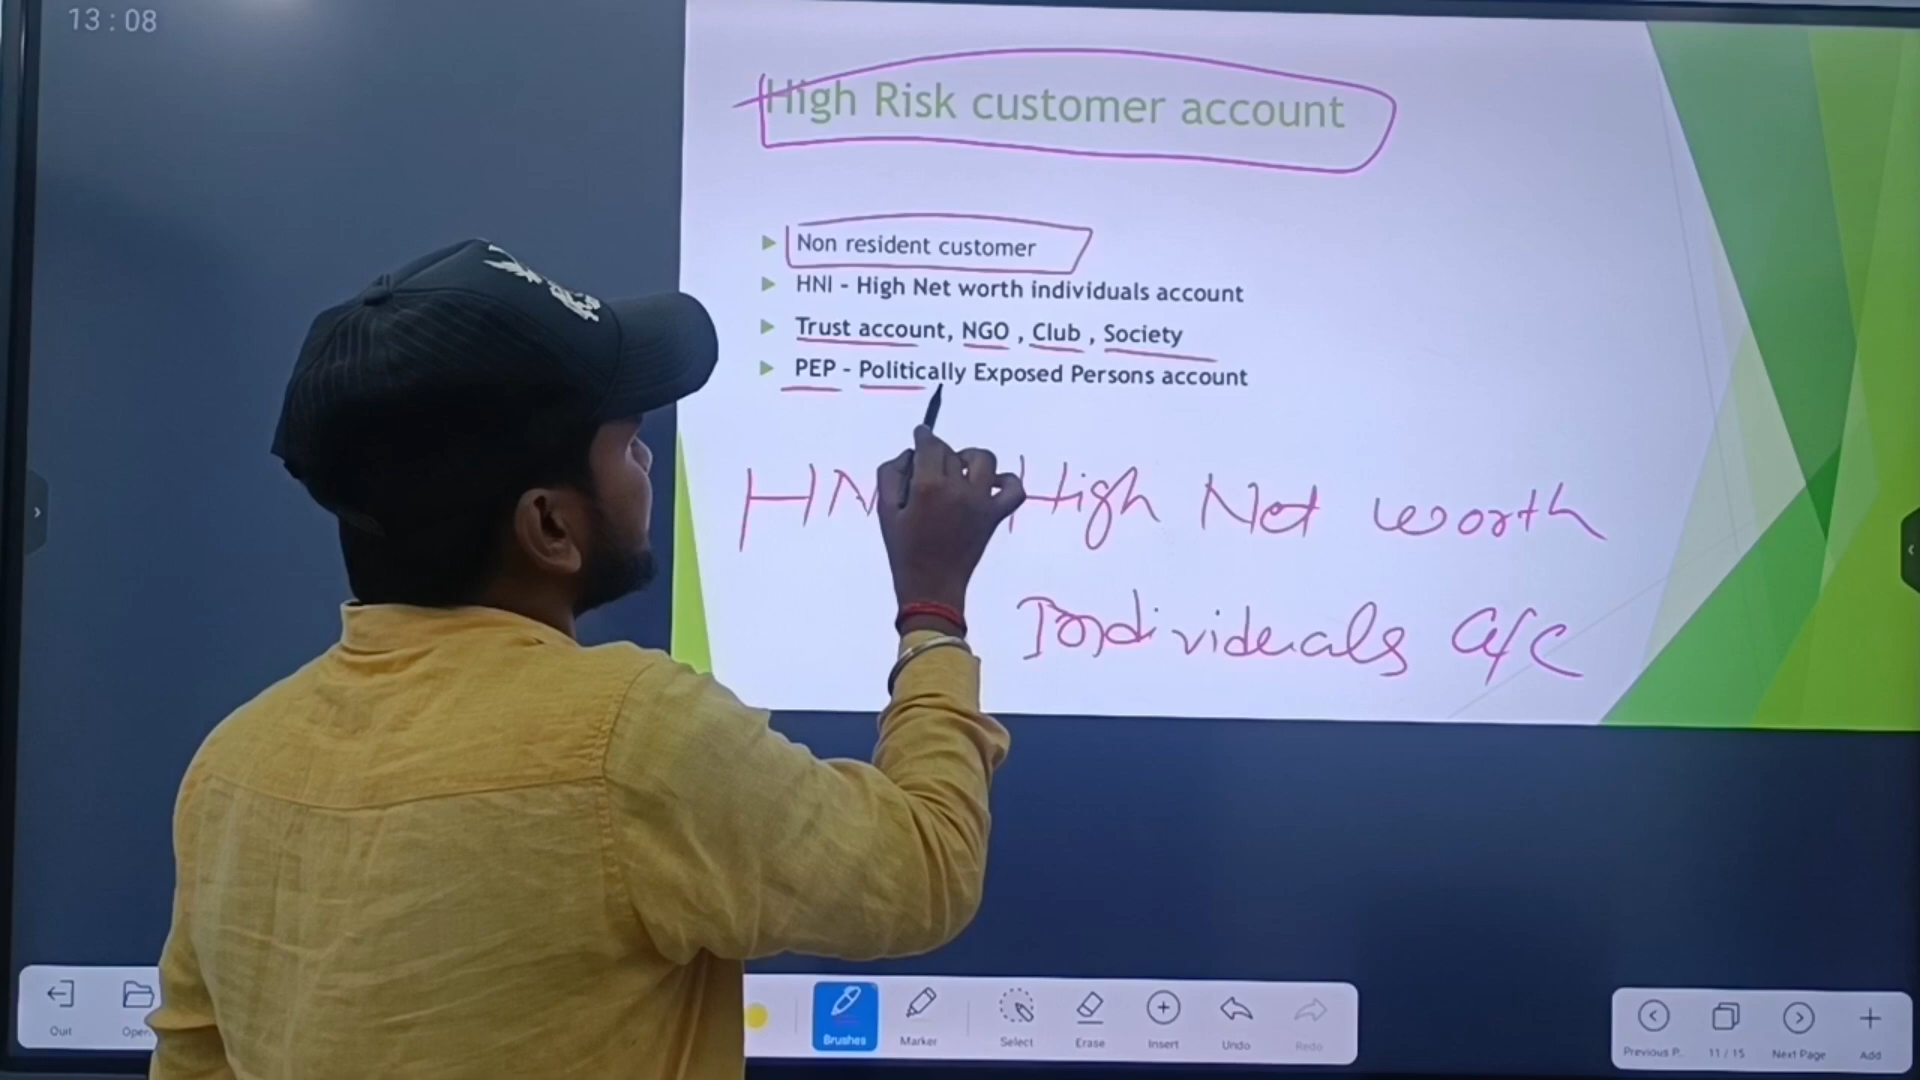 13:08
High Risk customer account
Non resident customer
HNI - High Net worth individuals account
Trust account, NGO , Club , Society
PEP - Politically Exposed Persons account
HN High Net worth
Individuals a/c
Quit
Open
Brushes
Marker
Select
Erase
Insert
Undo
Redo
Previous P..
11/15
Next Page
Add